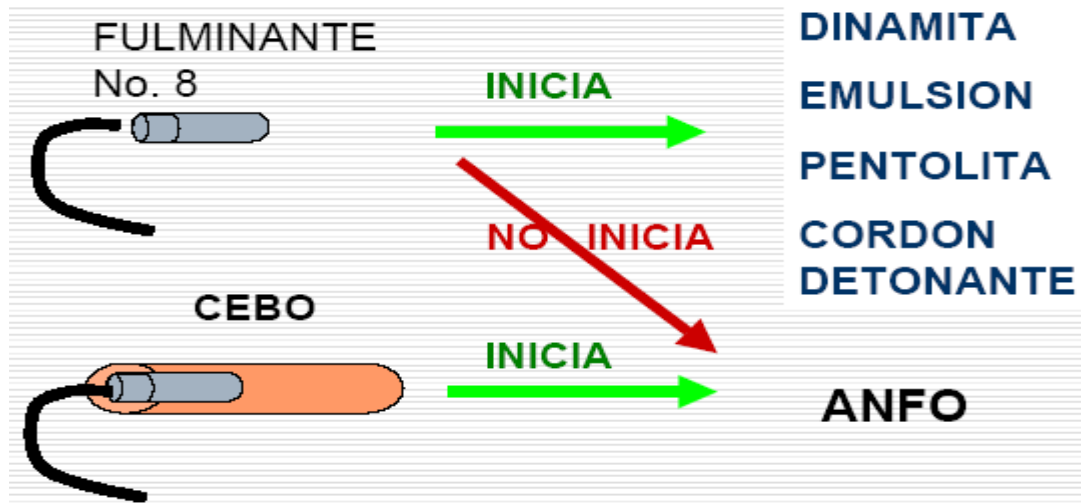 FULMINANTE
No. 8
INICIA
DINAMITA
EMULSION
PENTOLITA
CORDON
DETONANTE
NO INICIA
CEBO
INICIA
ANFO